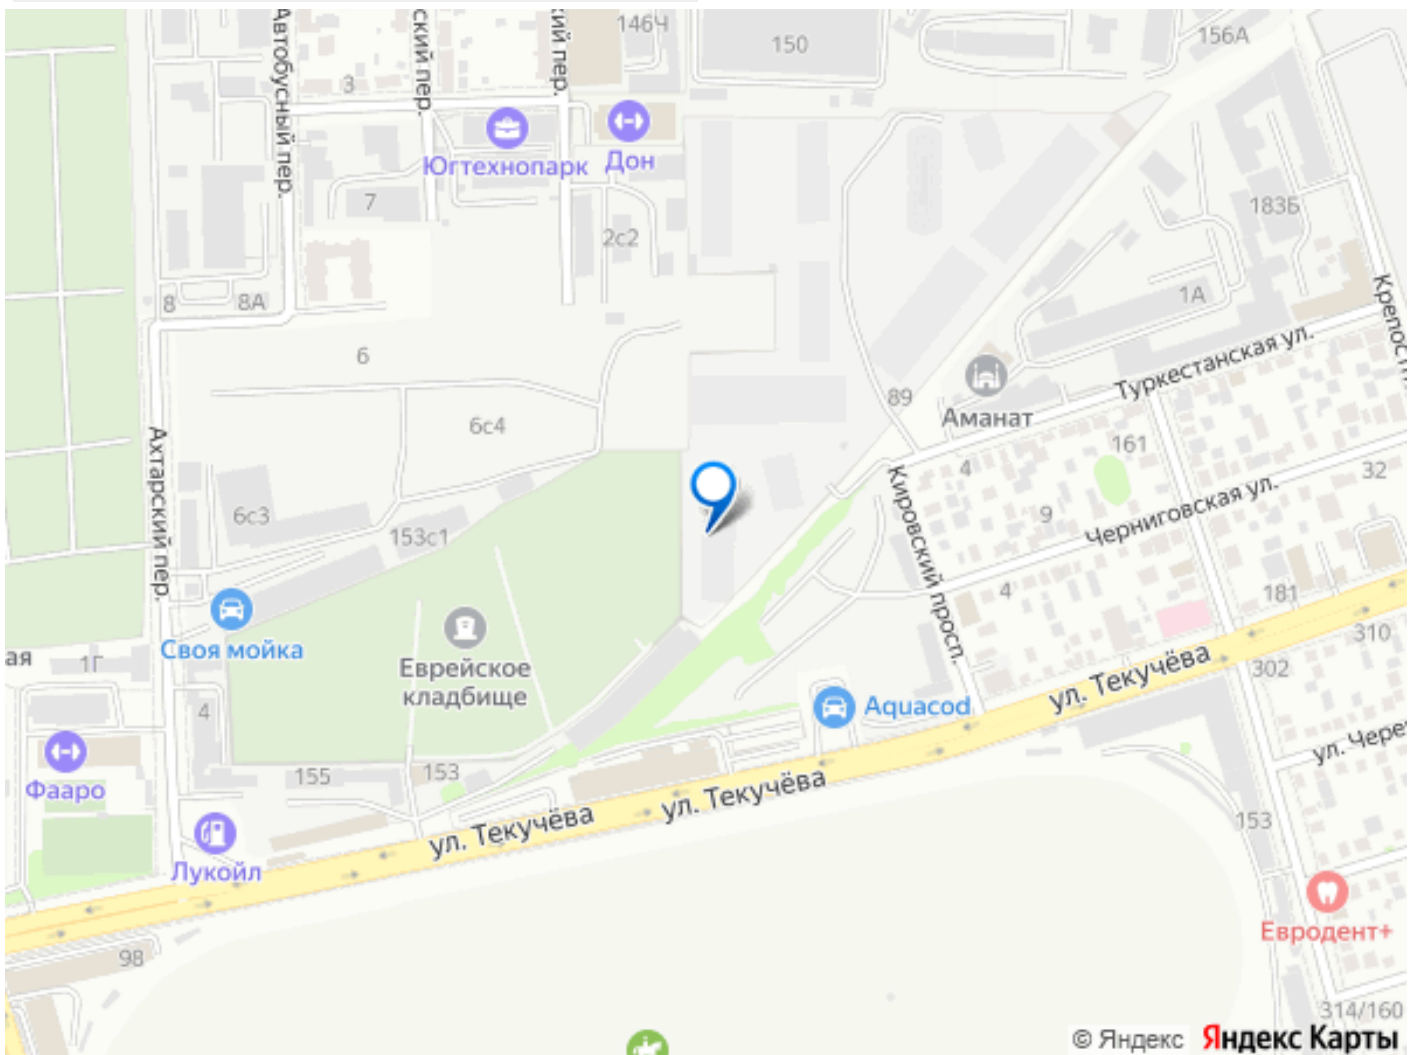 146Ч
150
156А
ский пер.
кий пер.
Автобусный пер.
3
Югтехнопарк
Дон
7
2с2
183Б
8
8А
1А
Крепостн
6
Туркестанская ул.
89
Аманат
6с4
161
4
32
Ахтарский пер.
Кировский просп.
Черниговская ул.
6с3
9
153с1
4
181
Своя мойка
310
ая
1Г
Еврейское
кладбище
302
ул. Текучёва
4
Aquacod
ул. Чере
Фааро
155
153
ул. Текучёва
ул. Текучёва
153
Лукойл
Евродент+
98
314/160
© Яндекс Яндекс Карты